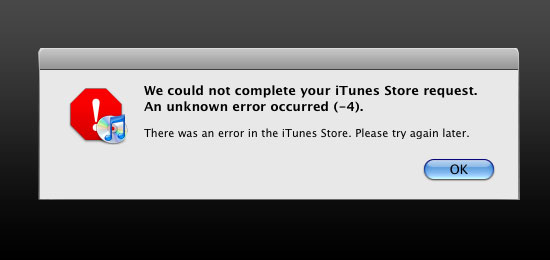 We could not complete your iTunes Store request.
An unknown error occurred (-4).
There was an error in the iTunes Store. Please try again later.
OK